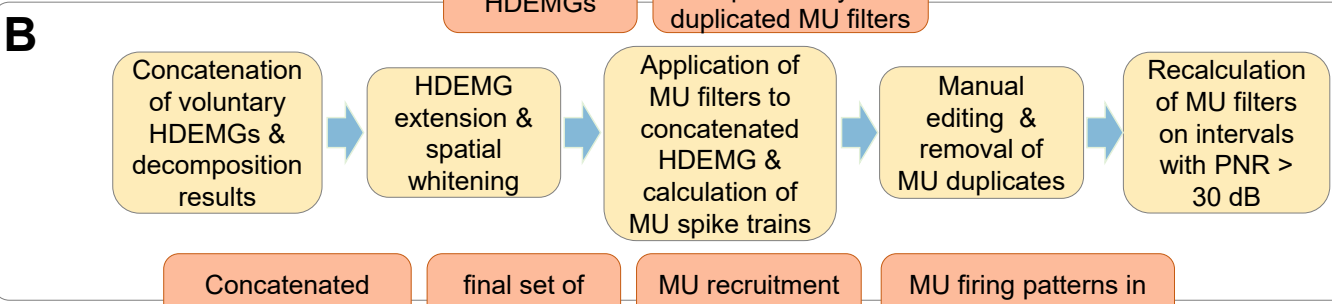 HDEMGs
duplicated MU filters
B
Concatenation
of voluntary
HDEMGs &
decomposition
results
HDEMG
extension &
spatial
whitening
Application of
MU filters to
concatenated
HDEMG &
calculation of
MU spike trains
Manual
editing &
removal of
MU duplicates
Recalculation
of MU filters
on intervals
with PNR >
30 dB
Concatenated
final set of
MU recruitment
MU firing patterns in